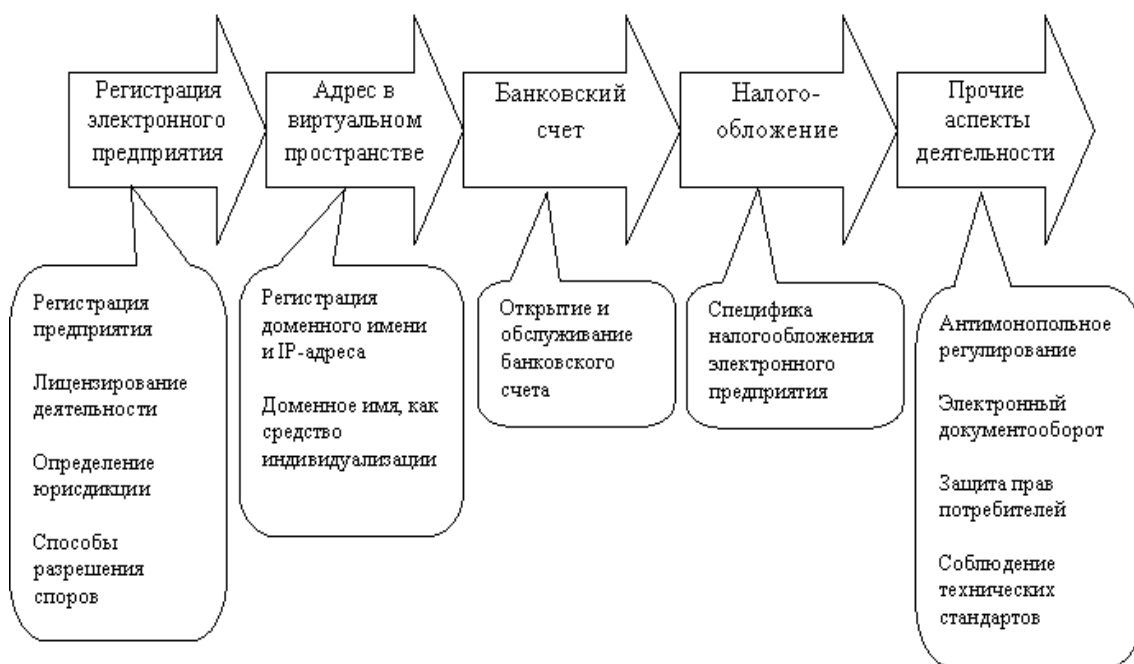 Регистрация
электронного
предприятия
Адрес в
виртуальном
пространстве
Банковский
счет
Налого-
обложение
Прочие
аспекты
деятельности
Регистрация
предприятия
Лицензирование
деятельности
Определение
юрисдикции
Способы
разрешения
споров
Регистрация
доменного имени
и IP-адреса
Доменное имя, как
средство
индивидуализации
Открытие и
обслуживание
банковского
счета
Специфика
налогообложения
электронного
предприятия
Антимонопольное
регулирование
Электронный
документооборот
Защита прав
потребителей
Соблюдение
технических
стандартов